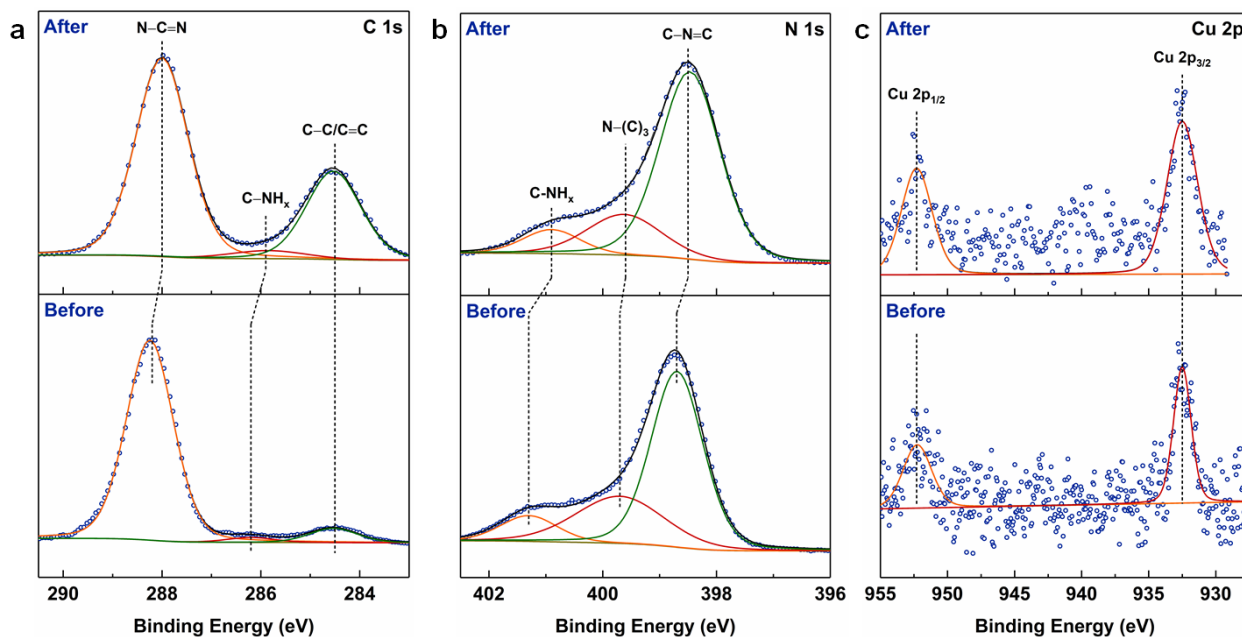 a
After
N–C=N
C 1s
C–C/C=C
C–NHx
Before
290
288
286
284
Binding Energy (eV)
b
After
C–N=C
N 1s
N–(C)3
C-NHx
Before
402
400
398
396
Binding Energy (eV)
c
After
Cu 2p
Cu 2p3/2
Cu 2p1/2
Before
955
950
945
940
935
930
Binding Energy (eV)